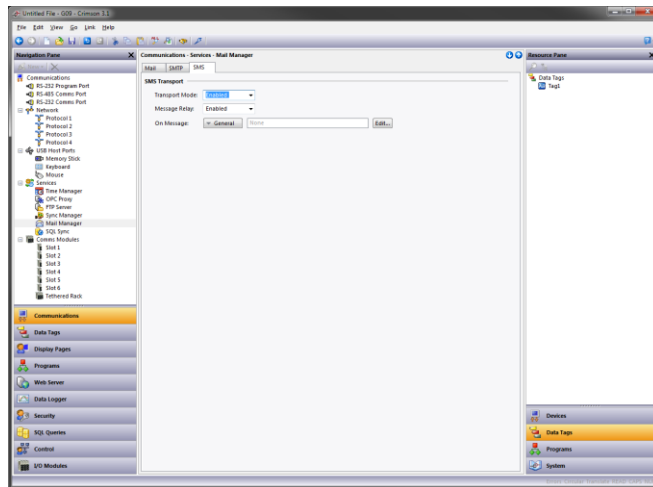 Untitled File - G09 - Crimson 3.1
File Edit View Go Link Help
Navigation Pane
Communications
RS-232 Program Port
RS-485 Comms Port
RS-232 Comms Port
Network
Protocol 1
Protocol 2
Protocol 3
Protocol 4
USB Host Ports
Memory Stick
Keyboard
Mouse
Services
Time Manager
OPC Proxy
FTP Server
Sync Manager
Mail Manager
SQL Sync
Comms Modules
Slot 1
Slot 2
Slot 3
Slot 4
Slot 5
Slot 6
Tethered Rack
Communications
Data Tags
Display Pages
Programs
Web Server
Data Logger
Security
SQL Queries
Control
I/O Modules
Communications - Services - Mail Manager
Mail SMTP SMS
SMS Transport
Transport Mode: Enabled
Message Relay: Enabled
On Message: General None Edit...
Resource Pane
Data Tags
Tag1
Devices
Data Tags
Programs
System